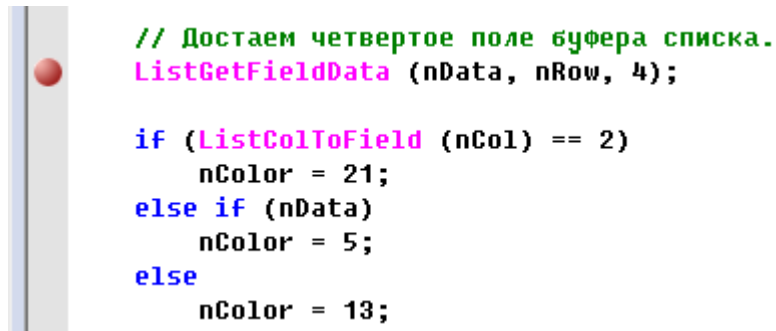 // Достаем четвертое поле буфера списка.
ListGetFieldData (nData, nRow, 4);
if (ListColToField (nCol) == 2)
nColor = 21;
else if (nData)
nColor = 5;
else
nColor = 13;